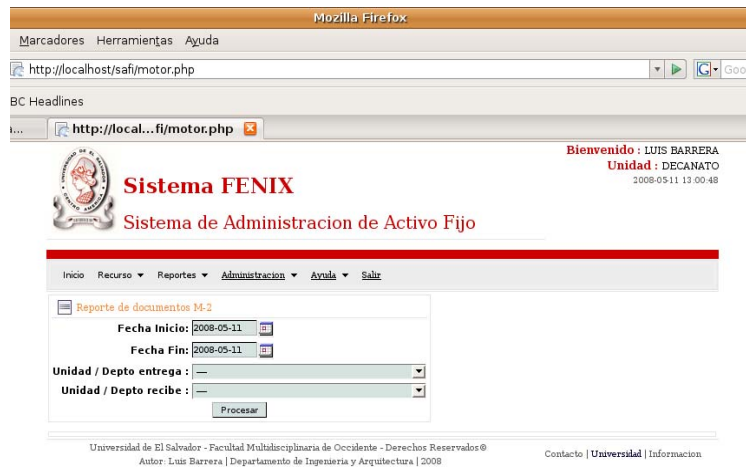 Mozilla Firefox
Marcadores Herramientas Ayuda
http://localhost/safi/motor.php
G Goo
BC Headlines
a... http://local...fi/motor.php
Bienvenido : LUIS BARRERA
Unidad : DECANATO
2008-05-11 13:00:48
Sistema FENIX
Sistema de Administracion de Activo Fijo
Inicio Recurso Reportes Administracion Ayuda Salir
Reporte de documentos M-2
Fecha Inicio: 2008-05-11
Fecha Fin: 2008-05-11
Unidad / Depto entrega : —
Unidad / Depto recibe : —
Procesar
Universidad de El Salvador - Facultad Multidisciplinaria de Occidente - Derechos Reservados®
Autor: Luis Barrera | Departamento de Ingenieria y Arquitectura | 2008
Contacto | Universidad | Informacion